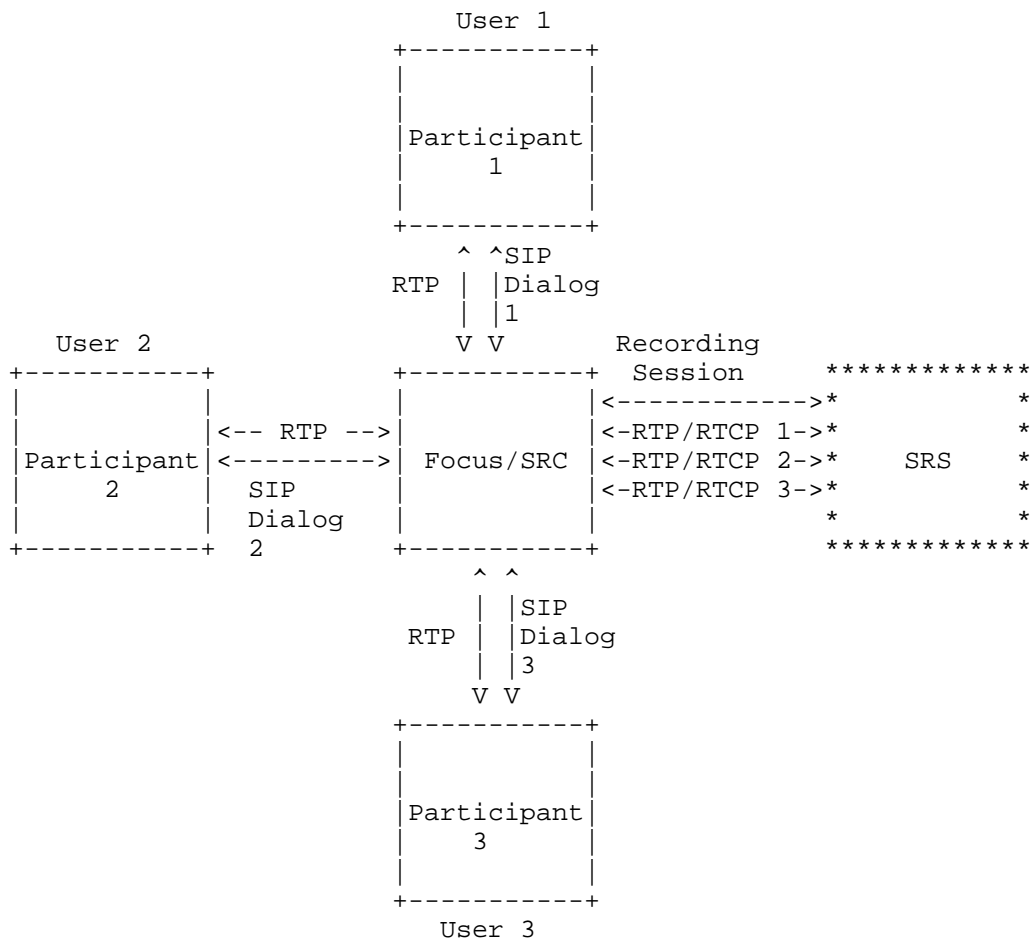 User 1
Participant
1
^ ^SIP
RTP | |Dialog
| |1
V V
User 2
Recording
Session
<------------>
<-- RTP -->
<-RTP/RTCP 1->
Participant
2
<--------->
Focus/SRC
<-RTP/RTCP 2->
SRS
SIP
Dialog
2
<-RTP/RTCP 3->
^ ^
| |SIP
RTP | |Dialog
| |3
V V
Participant
3
User 3